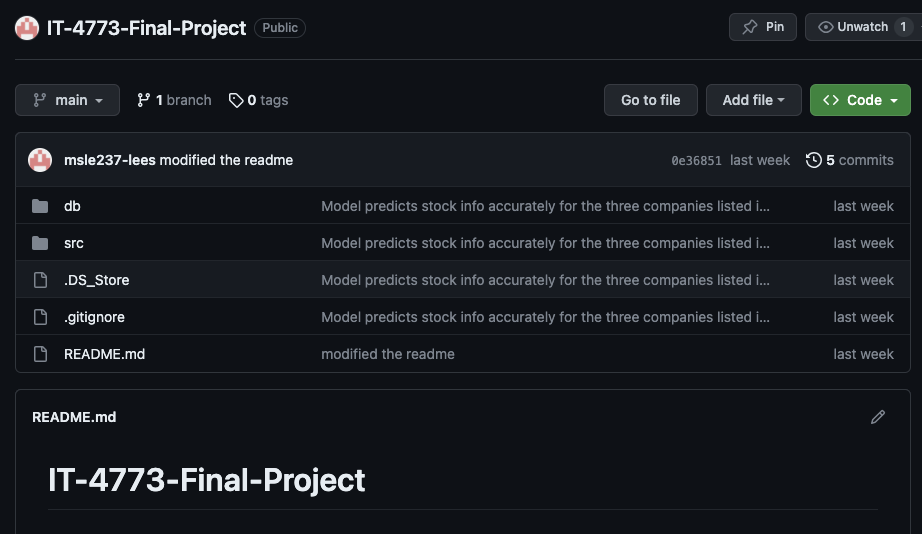 IT-4773-Final-Project Public Pin Unwatch 1
main 1 branch 0 tags Go to file Add file Code
msle237-lees modified the readme 0e36851 last week 5 commits
db Model predicts stock info accurately for the three companies listed i... last week
src Model predicts stock info accurately for the three companies listed i... last week
.DS_Store Model predicts stock info accurately for the three companies listed i... last week
.gitignore Model predicts stock info accurately for the three companies listed i... last week
README.md modified the readme last week
README.md
IT-4773-Final-Project